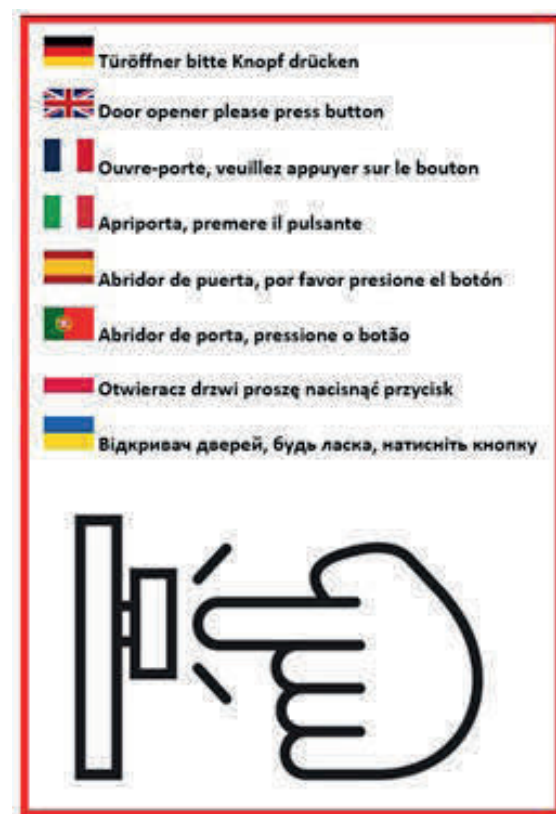 Türöffner bitte Knopf drücken
Door opener please press button
Ouvre-porte, veuillez appuyer sur le bouton
Apriporta, premere il pulsante
Abridor de puerta, por favor presione el botón
Abridor de porta, pressione o botão
Otwieracz drzwi proszę nacisnąć przycisk
Відкривач дверей, будь ласка, натисніть кнопку